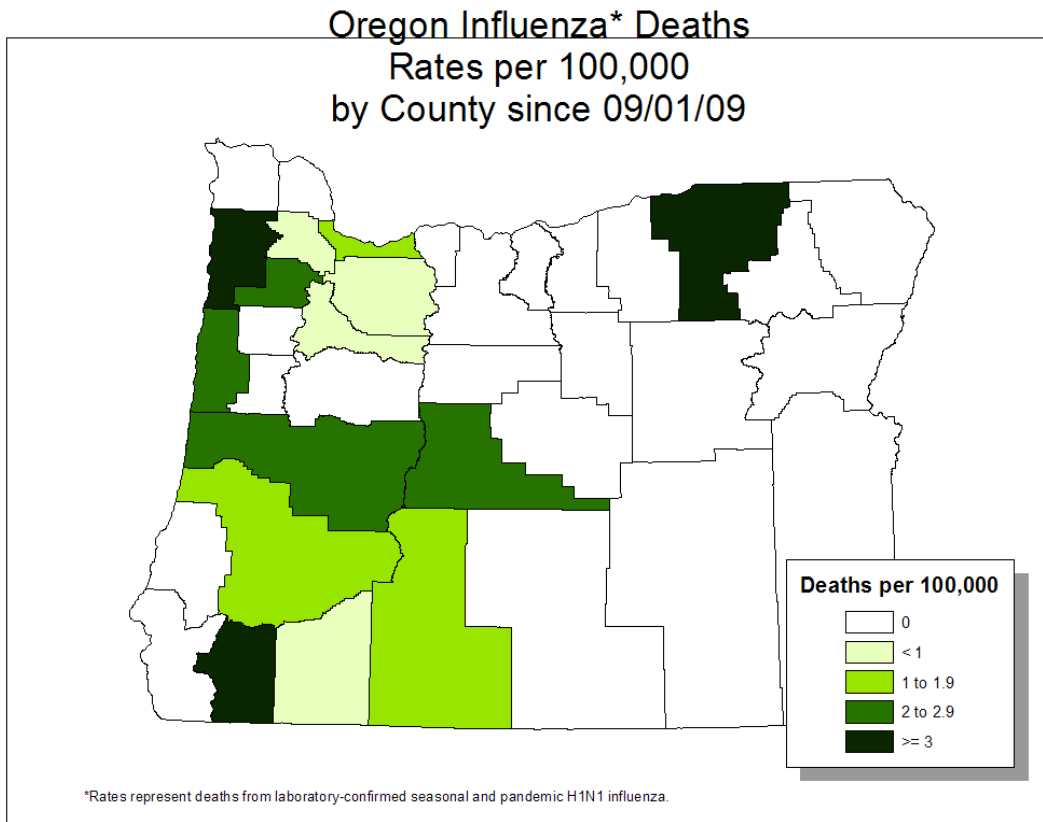 Oregon Influenza* Deaths
Rates per 100,000
by County since 09/01/09
Deaths per 100,000
0
< 1
1 to 1.9
2 to 2.9
>= 3
*Rates represent deaths from laboratory-confirmed seasonal and pandemic H1N1 influenza.